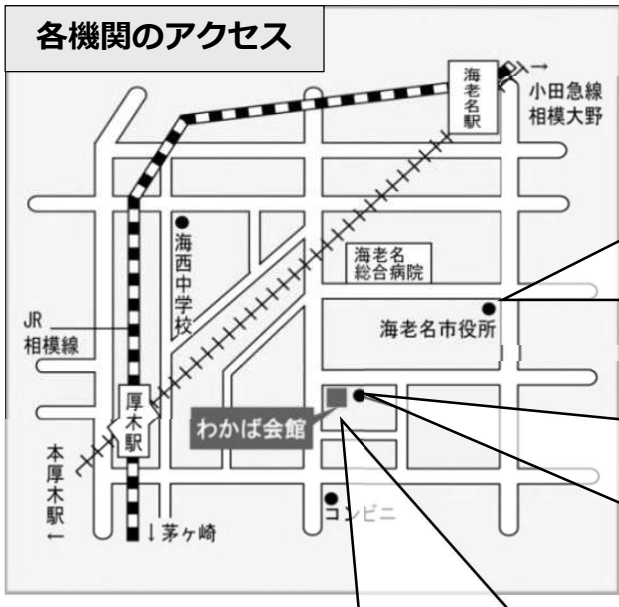 各機関のアクセス
海老名駅
→
小田急線
相模大野
海西中学校
海老名
総合病院
海老名市役所
JR
相模線
厚木駅
わかば会館
本厚木駅
←
↓茅ヶ崎
コンビニ